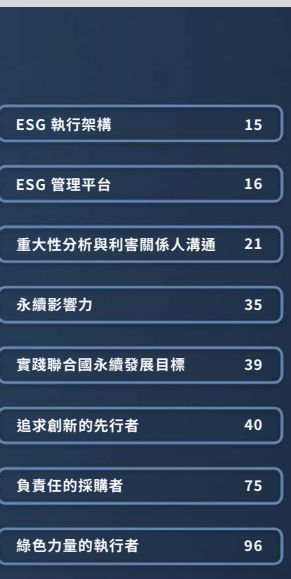 ESG 執行架構 15
ESG 管理平台 16
重大性分析與利害關係人溝通 21
永續影響力 35
實踐聯合國永續發展目標 39
追求創新的先行者 40
負責任的採購者 75
綠色力量的執行者 96